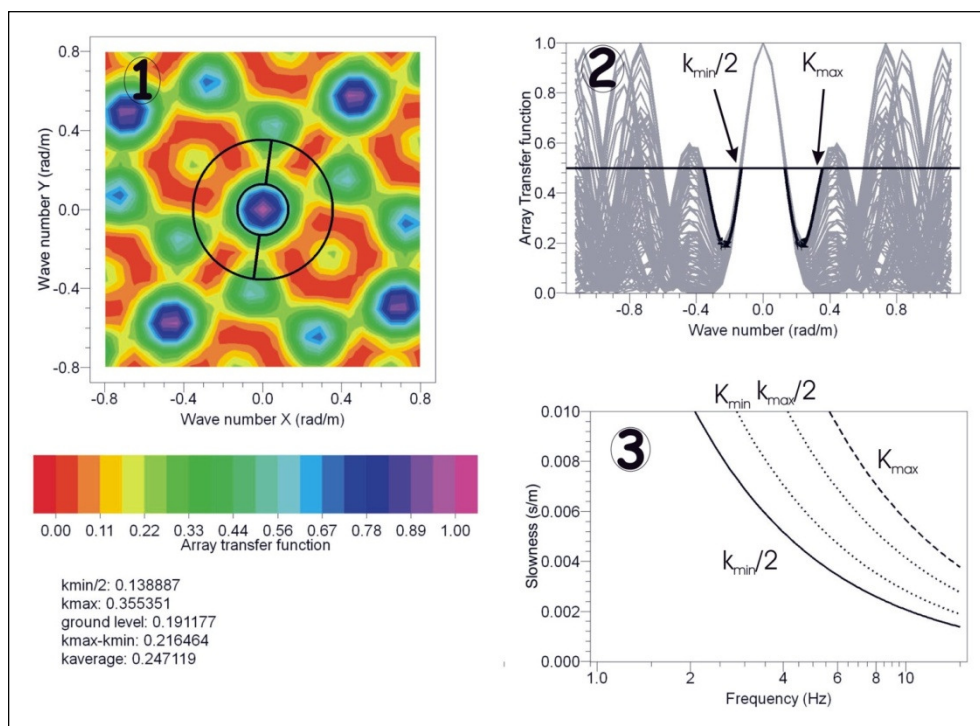 1
0.8
0.4
0.0
-0.4
-0.8
Wave number Y (rad/m)
-0.8 -0.4 0.0 0.4 0.8
Wave number X (rad/m)
0.00 0.11 0.22 0.33 0.44 0.56 0.67 0.78 0.89 1.00
Array transfer function
kmin/2: 0.138887
kmax: 0.355351
ground level: 0.191177
kmax-kmin: 0.216464
kaverage: 0.247119
2
kmin/2 Kmax
1.0
0.8
0.6
0.4
0.2
0.0
Array Transfer function
-0.8 -0.4 0.0 0.4 0.8
Wave number (rad/m)
Kmin kmax/2
3
Kmax
kmin/2
0.010
0.008
0.006
0.004
0.002
0.000
Slowness (s/m)
1.0 2 4 6 8 10
Frequency (Hz)